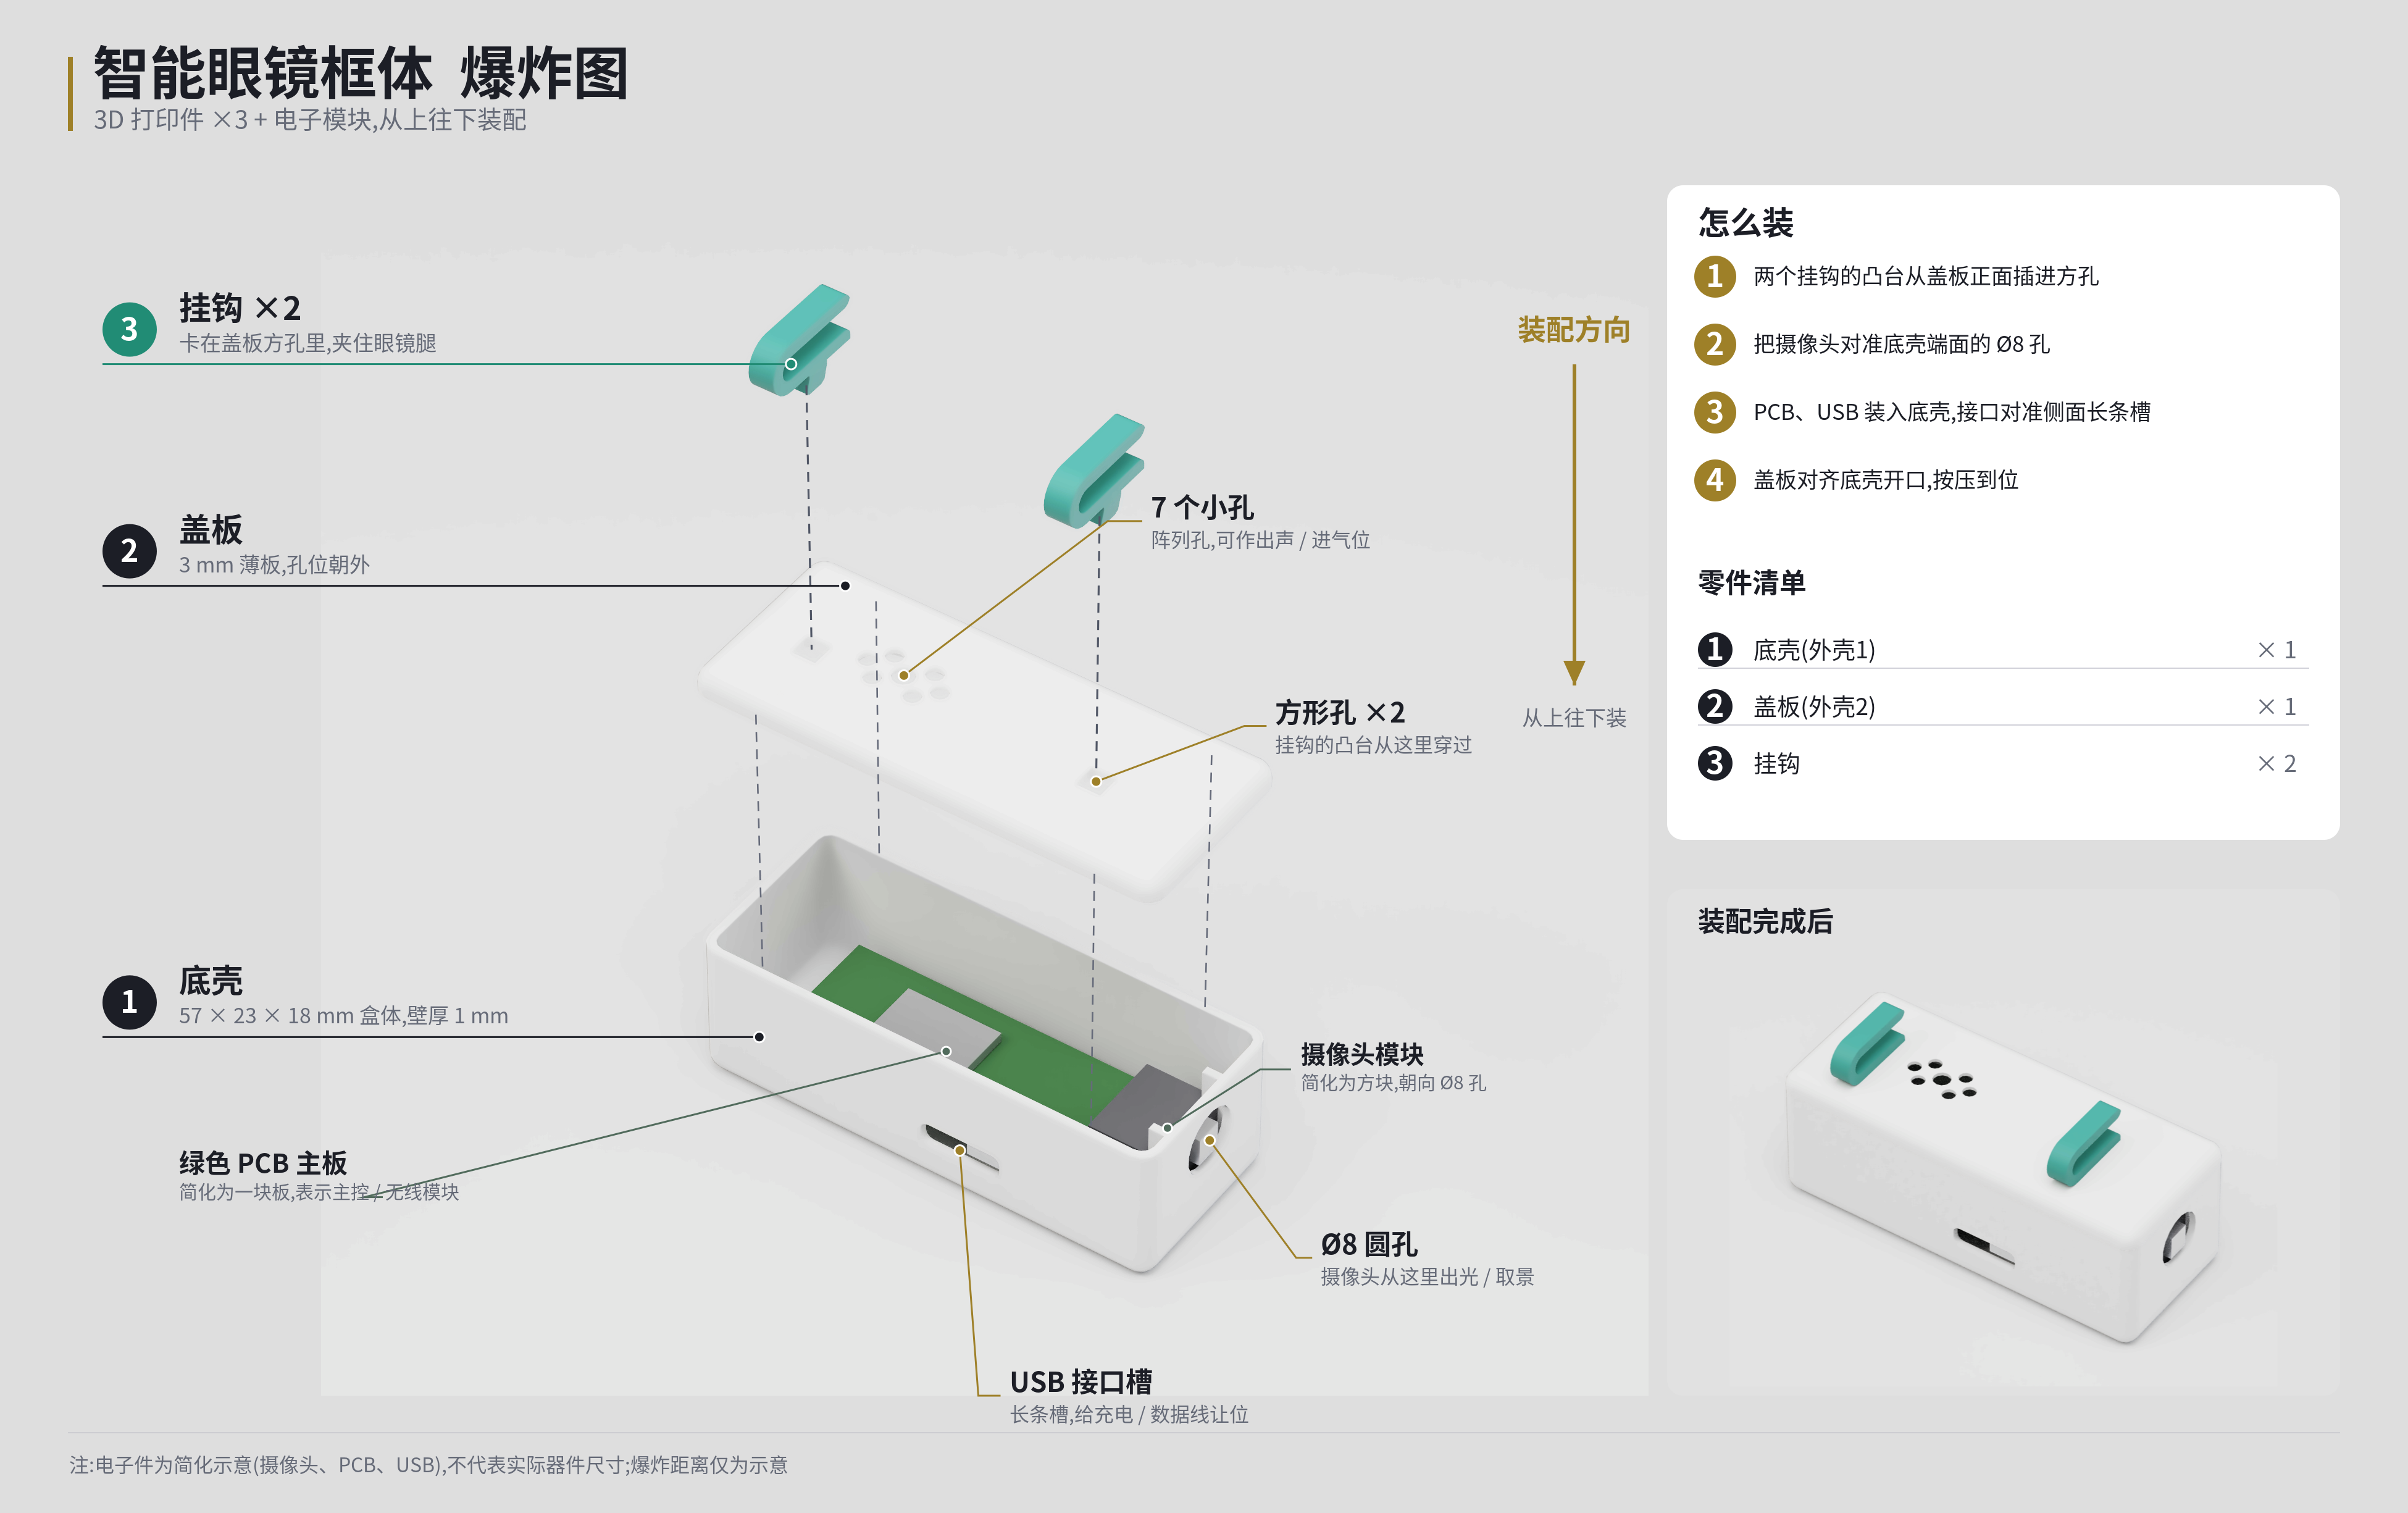 智能眼镜框体 爆炸图
3D 打印件 ×3 + 电子模块,从上往下装配
3
挂钩 ×2
卡在盖板方孔里,夹住眼镜腿
2
盖板
3 mm 薄板,孔位朝外
7 个小孔
阵列孔,可作出声 / 进气位
方形孔 ×2
挂钩的凸台从这里穿过
装配方向
从上往下装
1
底壳
57 × 23 × 18 mm 盒体,壁厚 1 mm
摄像头模块
简化为方块,朝向 Ø8 孔
绿色 PCB 主板
简化为一块板,表示主控 / 无线模块
Ø8 圆孔
摄像头从这里出光 / 取景
USB 接口槽
长条槽,给充电 / 数据线让位
怎么装
1 两个挂钩的凸台从盖板正面插进方孔
2 把摄像头对准底壳端面的 Ø8 孔
3 PCB、USB 装入底壳,接口对准侧面长条槽
4 盖板对齐底壳开口,按压到位
零件清单
1 底壳(外壳1) × 1
2 盖板(外壳2) × 1
3 挂钩 × 2
装配完成后
注:电子件为简化示意(摄像头、PCB、USB),不代表实际器件尺寸;爆炸距离仅为示意